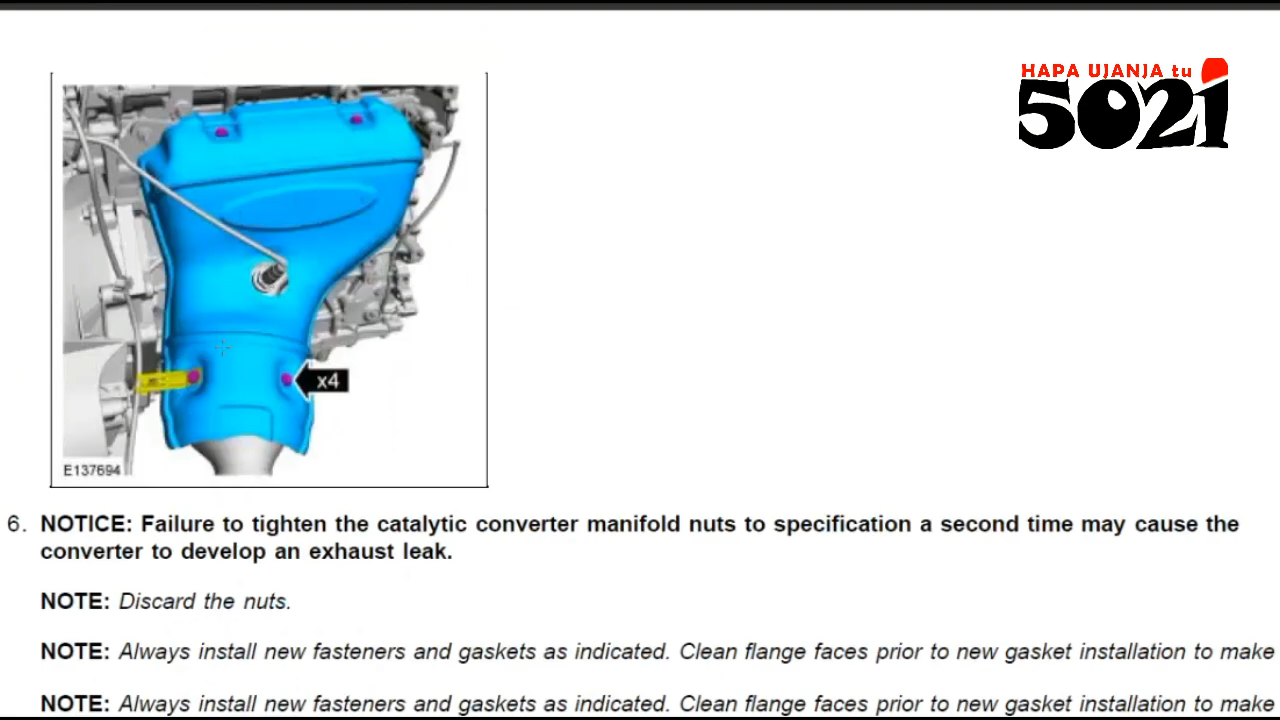 HAPA UJANJA tu
5021
x4
E137694
6. NOTICE: Failure to tighten the catalytic converter manifold nuts to specification a second time may cause the
converter to develop an exhaust leak.
NOTE: Discard the nuts.
NOTE: Always install new fasteners and gaskets as indicated. Clean flange faces prior to new gasket installation to make
NOTE: Always install new fasteners and gaskets as indicated. Clean flange faces prior to new gasket installation to make